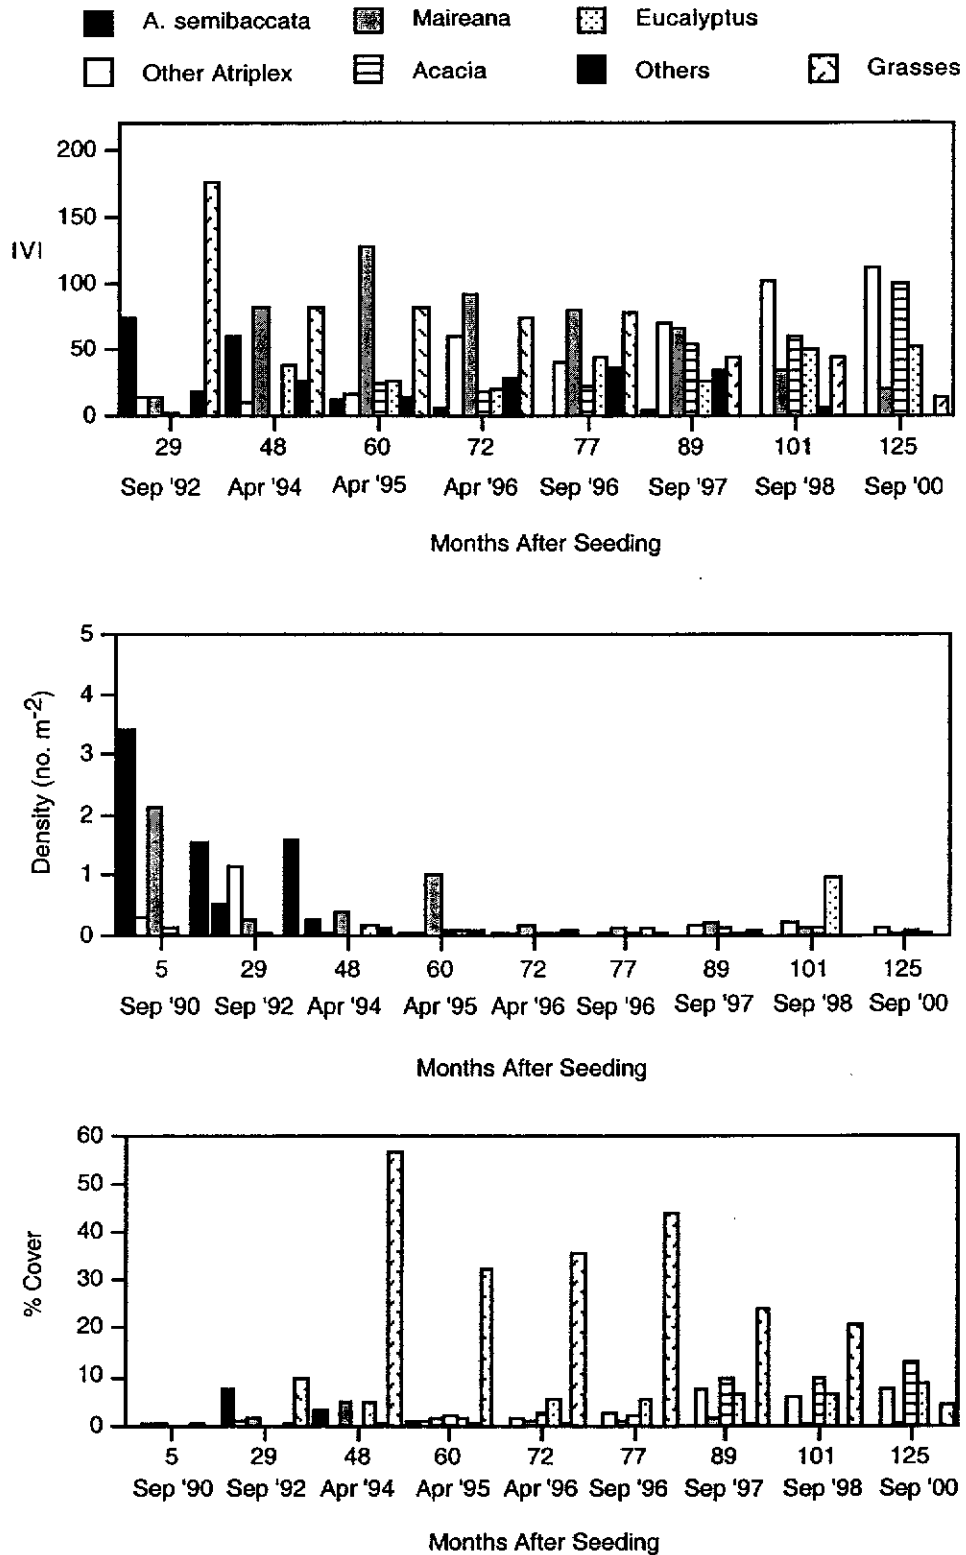 A. semibaccata Maireana Eucalyptus
Other Atriplex Acacia Others Grasses
200
150
IVI
100
50
0
29 48 60 72 77 89 101 125
Sep '92 Apr '94 Apr '95 Apr '96 Sep '96 Sep '97 Sep '98 Sep '00
Months After Seeding
5
4
3
Density (no. m-2)
2
1
0
5 29 48 60 72 77 89 101 125
Sep '90 Sep '92 Apr '94 Apr '95 Apr '96 Sep '96 Sep '97 Sep '98 Sep '00
Months After Seeding
60
50
40
% Cover
30
20
10
0
5 29 48 60 72 77 89 101 125
Sep '90 Sep '92 Apr '94 Apr '95 Apr '96 Sep '96 Sep '97 Sep '98 Sep '00
Months After Seeding